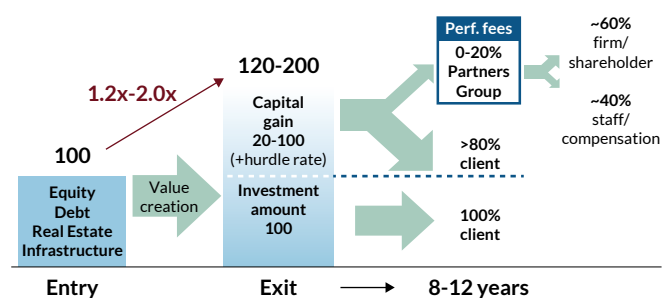 Perf. fees
0-20%
Partners
Group
~60%
firm/
shareholder
~40%
staff/
compensation
120-200
1.2x-2.0x
Capital
gain
20-100
(+hurdle rate)
>80%
client
100
Equity
Debt
Real Estate
Infrastructure
Value
creation
Investment
amount
100
100%
client
Entry
Exit
8-12 years